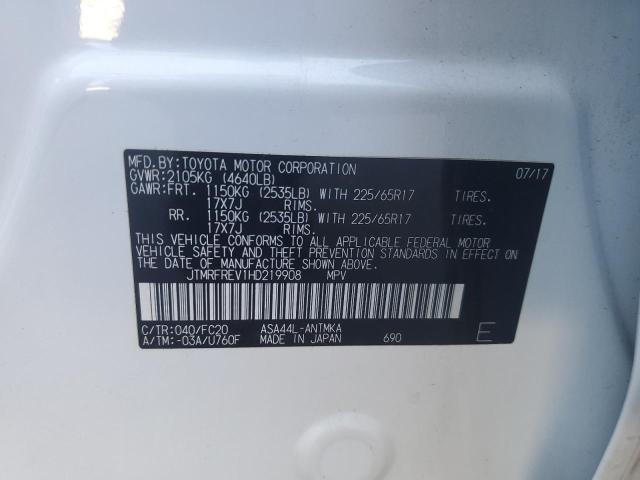 MFD.BY:TOYOTA MOTOR CORPORATION 07/17
GVWR:2105KG (4640LB)
GAWR:FRT. 1150KG (2535LB) WITH 225/65R17 TIRES.
17X7J RIMS.
RR. 1150KG (2535LB) WITH 225/65R17 TIRES.
17X7J RIMS.
THIS VEHICLE CONFORMS TO ALL APPLICABLE FEDERAL MOTOR
VEHICLE SAFETY AND THEFT PREVENTION STANDARDS IN EFFECT ON
THE DATE OF MANUFACTURE SHOWN ABOVE.
JTMRFREV1HD219908 MPV
C/TR:040/FC20 ASA44L-ANTMKA
A/TM:-03A/U760F MADE IN JAPAN 690 E